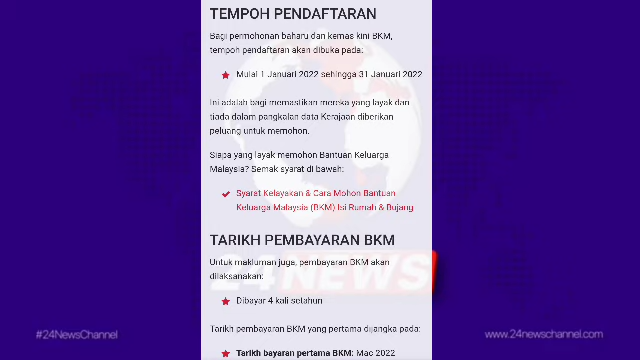 TEMPOH PENDAFTARAN
Bagi permohonan baharu dan kemas kini BKM,
tempoh pendaftaran akan dibuka pada:
Mulai 1 Januari 2022 sehingga 31 Januari 2022
Ini adalah bagi memastikan mereka yang layak dan
tiada dalam pangkalan data Kerajaan diberikan
peluang untuk memohon.
Siapa yang layak memohon Bantuan Keluarga
Malaysia? Semak syarat di bawah:
Syarat Kelayakan & Cara Mohon Bantuan
Keluarga Malaysia (BKM) Isi Rumah & Bujang
TARIKH PEMBAYARAN BKM
Untuk makluman juga, pembayaran BKM akan
dilaksanakan:
24NEWS
Dibayar 4 kali setahun
Tarikh pembayaran BKM yang pertama dijangka pada:
#24NewsChannel
www.24newschannel.com
Tarikh bayaran pertama BKM: Mac 2022